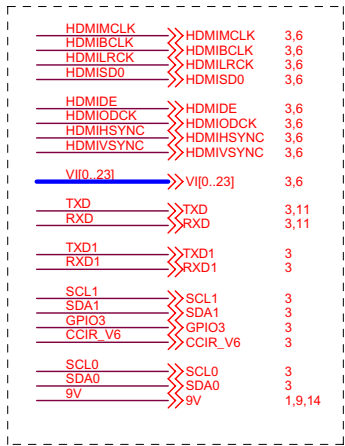 HDMIMCLK HDMIMCLK 3,6
HDMIBCLK HDMIBCLK 3,6
HDMILRCK HDMILRCK 3,6
HDMISD0 HDMISD0 3,6
HDMIDE HDMIDE 3,6
HDMIODCK HDMIODCK 3,6
HDMIHSYNC HDMIHSYNC 3,6
HDMIVSYNC HDMIVSYNC 3,6
VI[0..23] VI[0..23] 3,6
TXD TXD 3,11
RXD RXD 3,11
TXD1 TXD1 3
RXD1 RXD1 3
SCL1 SCL1 3
SDA1 SDA1 3
GPIO3 GPIO3 3
CCIR_V6 CCIR_V6 3
SCL0 SCL0 3
SDA0 SDA0 3
9V 9V 1,9,14